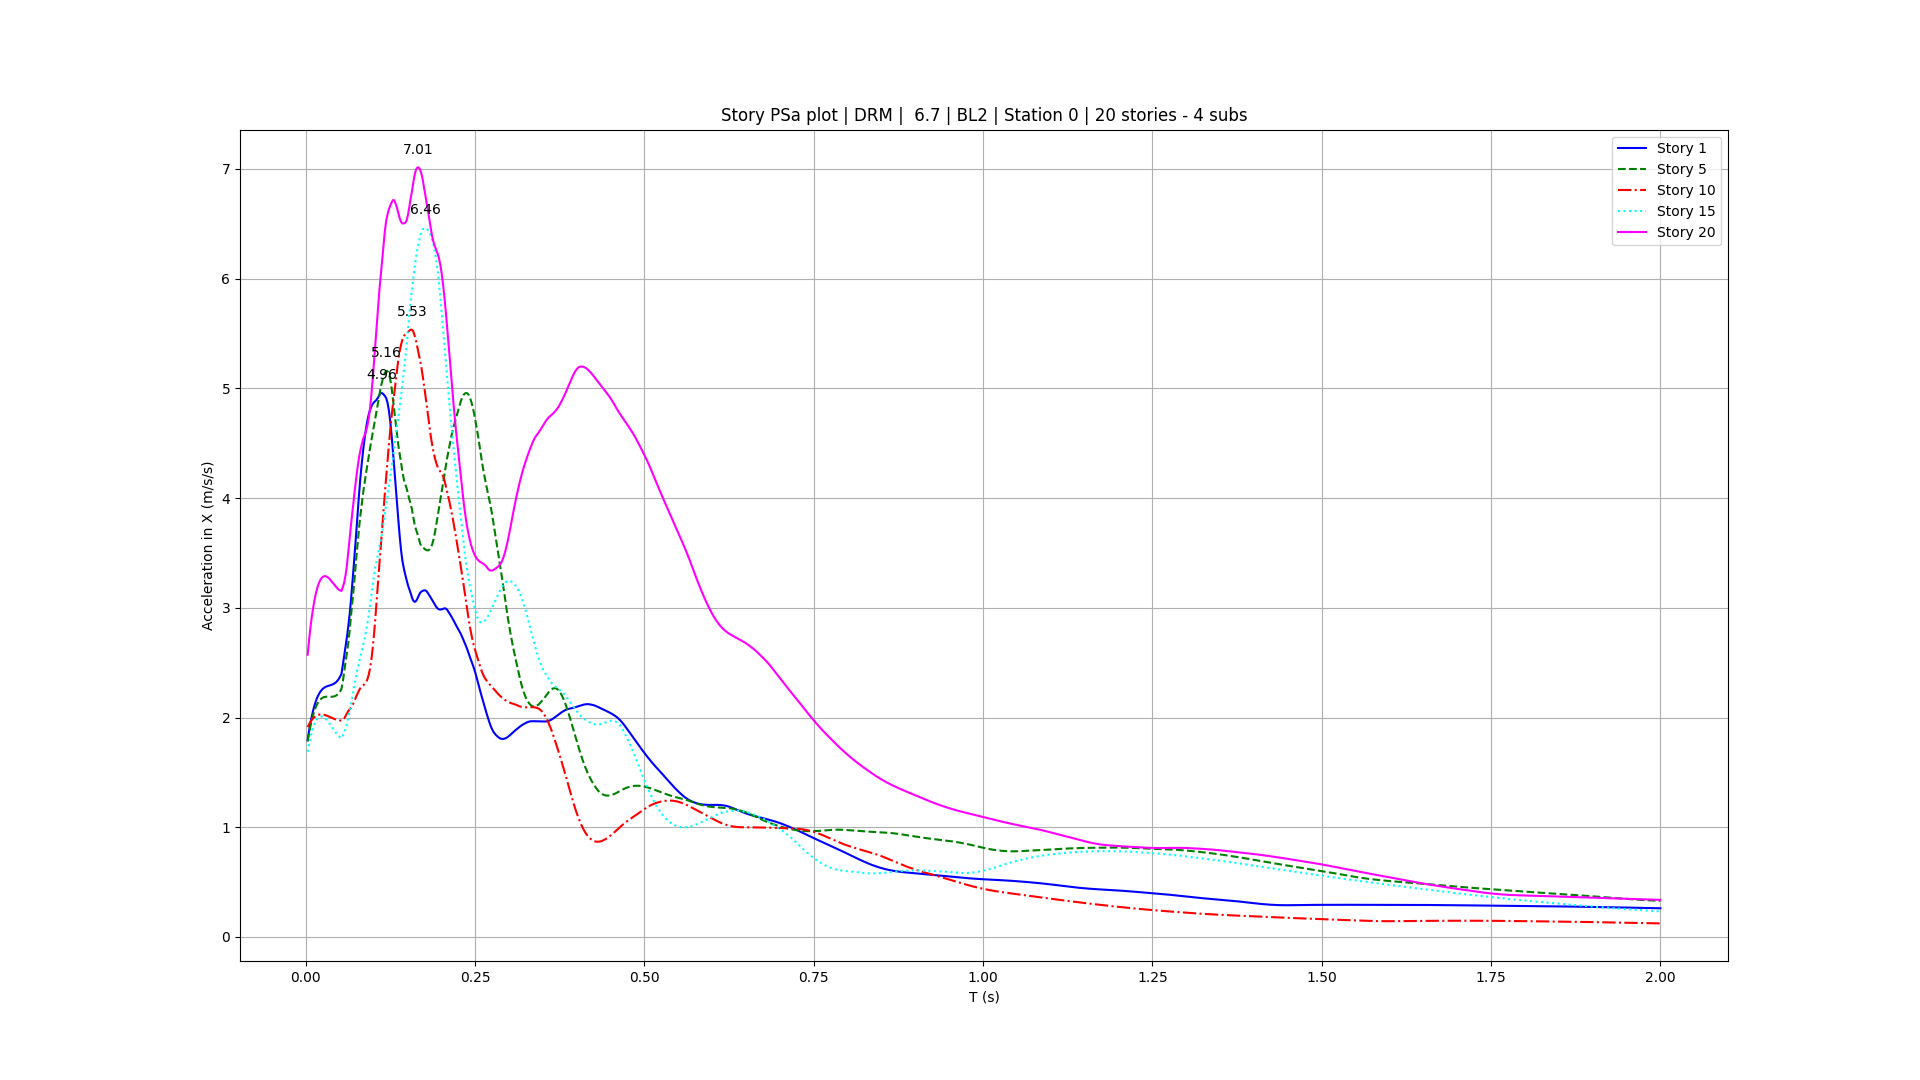 Story PSa plot | DRM |  6.7 | BL2 | Station 0 | 20 stories - 4 subs
7.01
6.46
5.53
5.16
4.96
Story 1
Story 5
Story 10
Story 15
Story 20
Acceleration in X (m/s/s)
7
6
5
4
3
2
1
0
0.00 0.25 0.50 0.75 1.00 1.25 1.50 1.75 2.00
T (s)